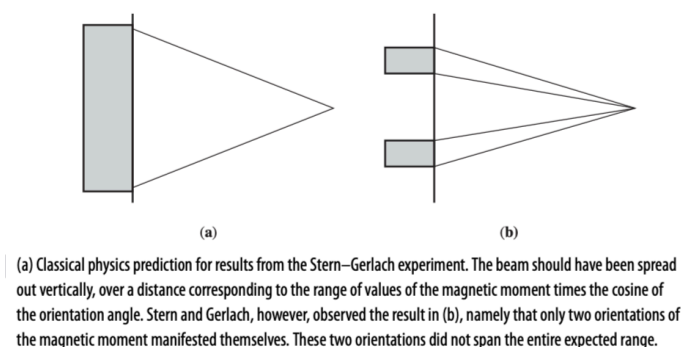 (a) (b)
(a) Classical physics prediction for results from the Stern–Gerlach experiment. The beam should have been spread
out vertically, over a distance corresponding to the range of values of the magnetic moment times the cosine of
the orientation angle. Stern and Gerlach, however, observed the result in (b), namely that only two orientations of
the magnetic moment manifested themselves. These two orientations did not span the entire expected range.